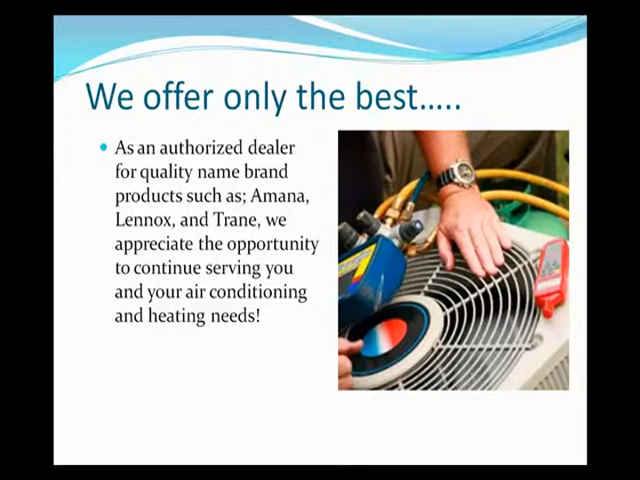 We offer only the best.....
As an authorized dealer
for quality name brand
products such as; Amana,
Lennox, and Trane, we
appreciate the opportunity
to continue serving you
and your air conditioning
and heating needs!